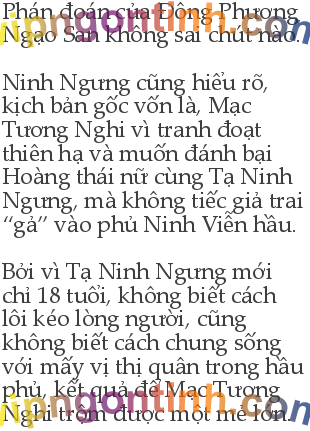 Phán đoán của Đông Phương
Ngạo San không sai chút nào.
Ninh Ngưng cũng hiểu rõ,
kịch bản gốc vốn là, Mạc
Tương Nghi vì tranh đoạt
thiên hạ và muốn đánh bại
Hoàng thái nữ cùng Tạ Ninh
Ngưng, mà không tiếc giả trai
“gả” vào phủ Ninh Viễn hầu.
Bởi vì Tạ Ninh Ngưng mới
chỉ 18 tuổi, không biết cách
lôi kéo lòng người, cũng
không biết cách chung sống
với mấy vị thị quân trong hầu
phủ, kết quả để Mạc Tương
Nghi trộm được một mẻ lớn.